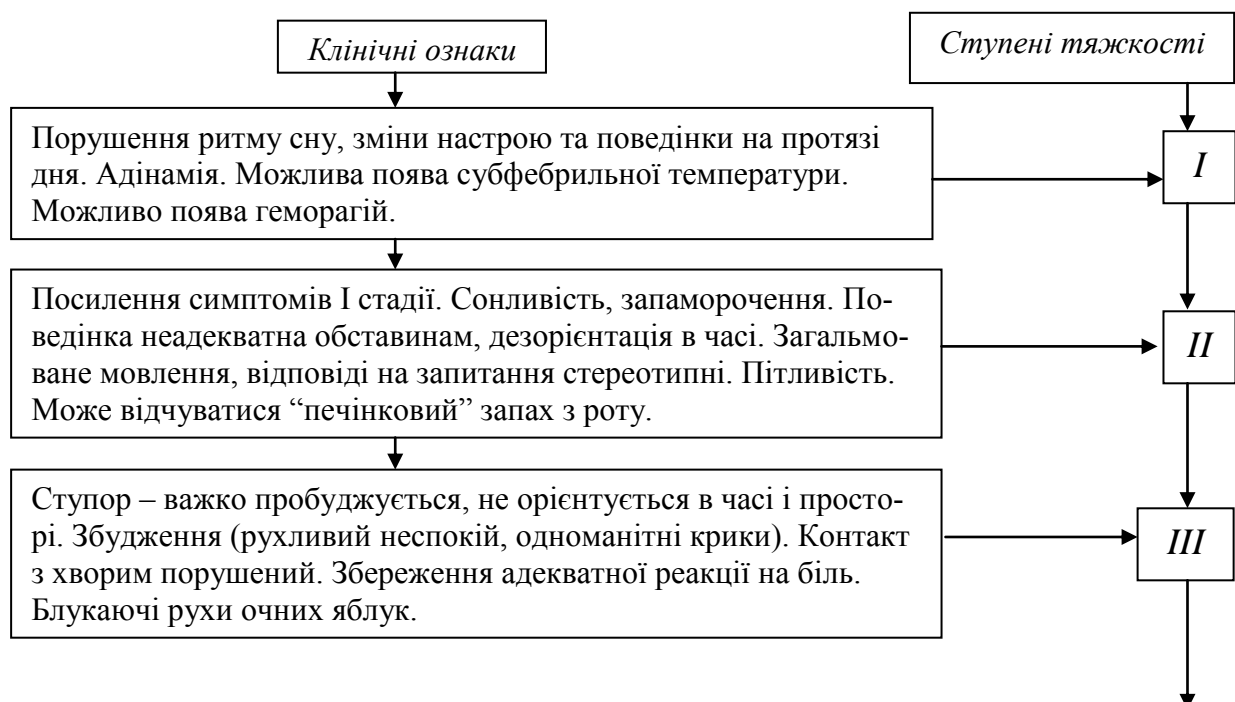 Клінічні ознаки
Ступені тяжкості
Порушення ритму сну, зміни настрою та поведінки на протязі
дня. Адінамія. Можлива поява субфебрильної температури.
Можливо поява геморагій.
I
Посилення симптомів І стадії. Сонливість, запаморочення. По-
ведінка неадекватна обставинам, дезорієнтація в часі. Загальмо-
ване мовлення, відповіді на запитання стереотипні. Пітливість.
Може відчуватися “печінковий” запах з роту.
II
Ступор – важко пробуджується, не орієнтується в часі і просто-
рі. Збудження (рухливий неспокій, одноманітні крики). Контакт
з хворим порушений. Збереження адекватної реакції на біль.
Блукаючі рухи очних яблук.
III